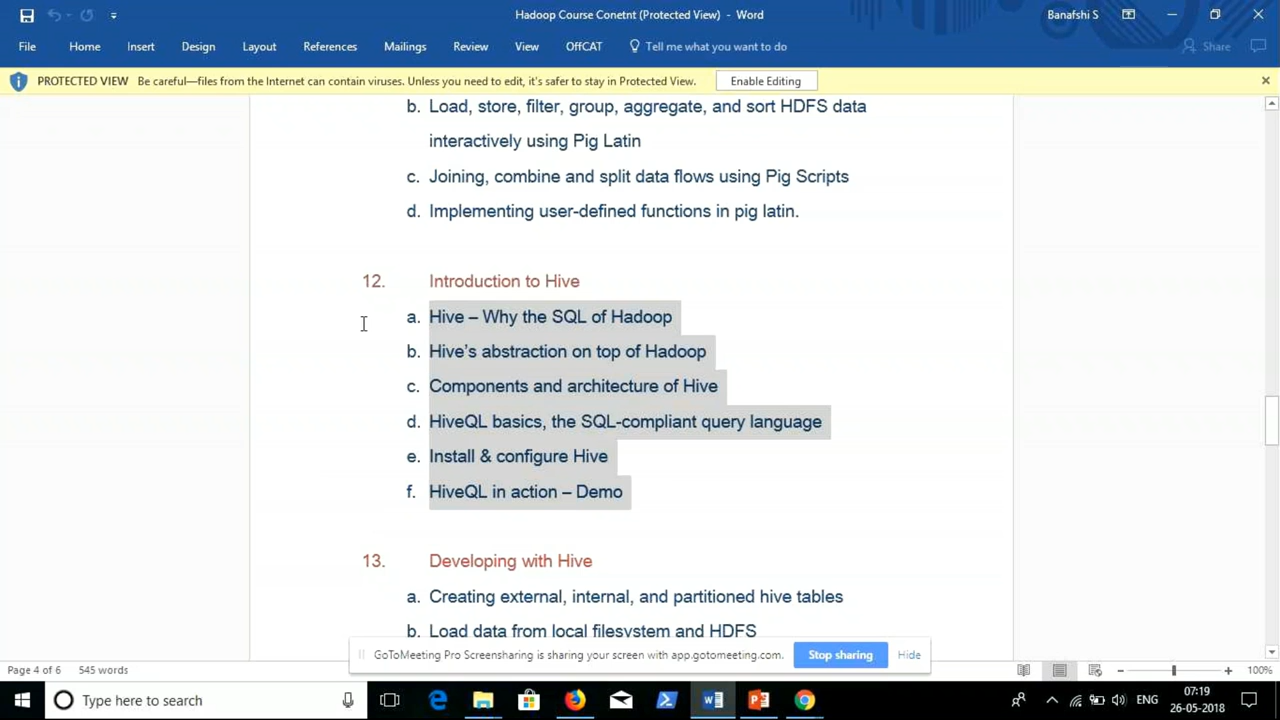 Hadoop Course Conetnt (Protected View) - Word
Banafshi S
File Home Insert Design Layout References Mailings Review View OffCAT Tell me what you want to do Share
PROTECTED VIEW Be careful—files from the Internet can contain viruses. Unless you need to edit, it's safer to stay in Protected View. Enable Editing
b. Load, store, filter, group, aggregate, and sort HDFS data
interactively using Pig Latin
c. Joining, combine and split data flows using Pig Scripts
d. Implementing user-defined functions in pig latin.
12. Introduction to Hive
a. Hive – Why the SQL of Hadoop
b. Hive's abstraction on top of Hadoop
c. Components and architecture of Hive
d. HiveQL basics, the SQL-compliant query language
e. Install & configure Hive
f. HiveQL in action – Demo
13. Developing with Hive
a. Creating external, internal, and partitioned hive tables
b. Load data from local filesystem and HDFS
GoToMeeting Pro Screensharing is sharing your screen with app.gotomeeting.com. Stop sharing Hide
Page 4 of 6 545 words 100%
Type here to search
ENG
07:19
26-05-2018